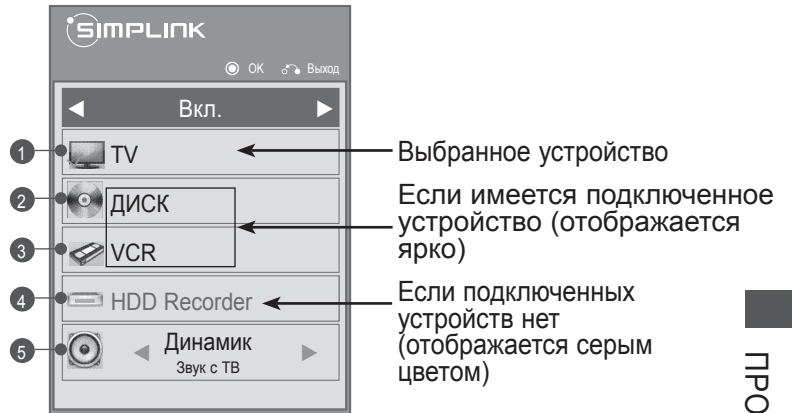 SIMPLINK
OK Выход
◀ Вкл. ▶
1 TV
Выбранное устройство
2 ДИСК
Если имеется подключенное
устройство (отображается
ярко)
3 VCR
4 HDD Recorder
Если подключенных
устройств нет
(отображается серым
цветом)
5 ◀ Динамик ▶
Звук с ТВ
ПРО